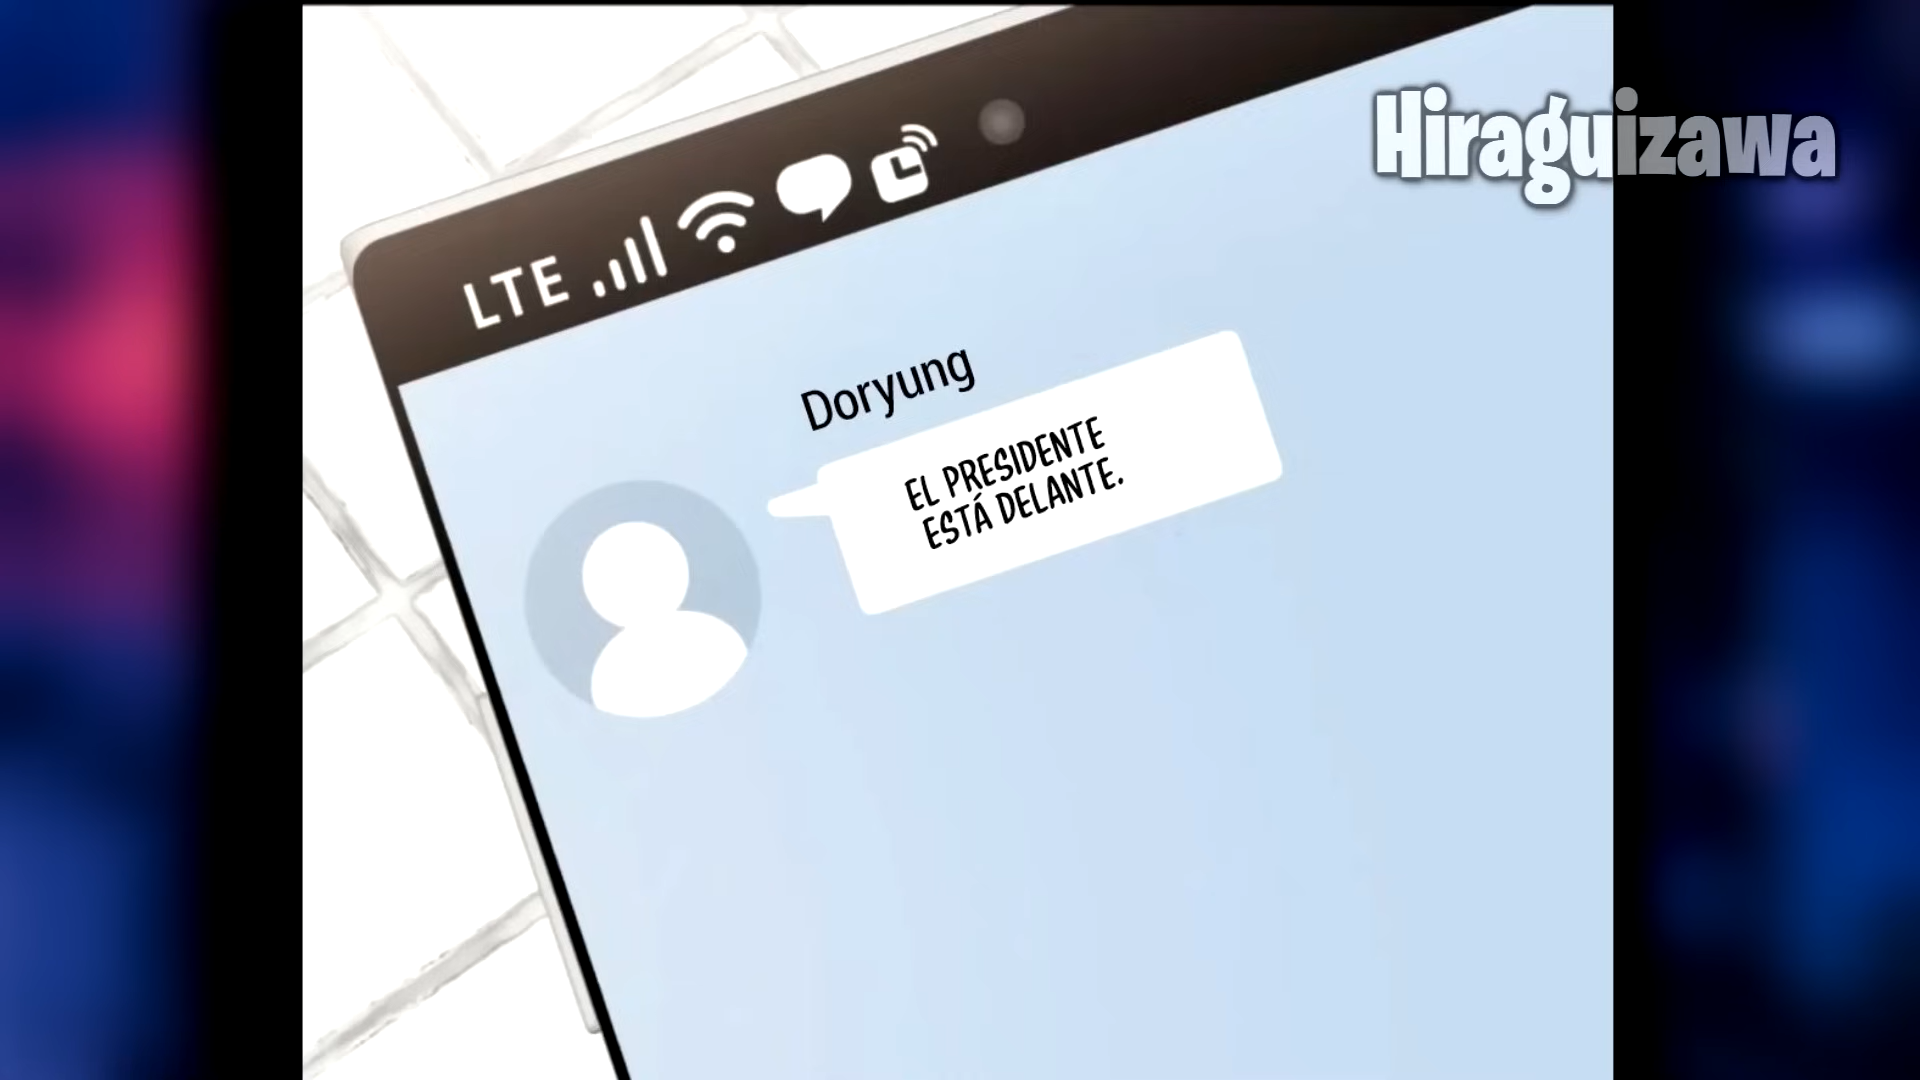 Hiraguizawa
LTE
Doryung
EL PRESIDENTE
ESTÁ DELANTE.